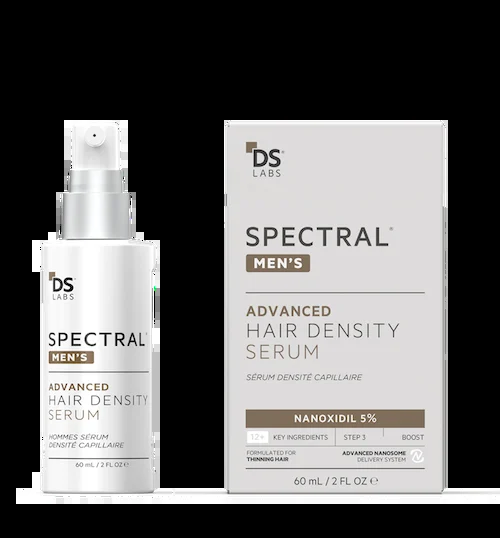 DS®
LABS
SPECTRAL®
MEN'S
ADVANCED
HAIR DENSITY
SERUM
HOMMES SÉRUM
DENSITÉ CAPILLAIRE
60 mL / 2 FL OZ ℮
DS®
LABS
SPECTRAL®
MEN'S
ADVANCED
HAIR DENSITY
SERUM
SÉRUM DENSITÉ CAPILLAIRE
NANOXIDIL 5%
12+ KEY INGREDIENTS STEP 3 BOOST
FORMULATED FOR ADVANCED NANOSOME
THINNING HAIR DELIVERY SYSTEM
60 mL / 2 FL OZ ℮